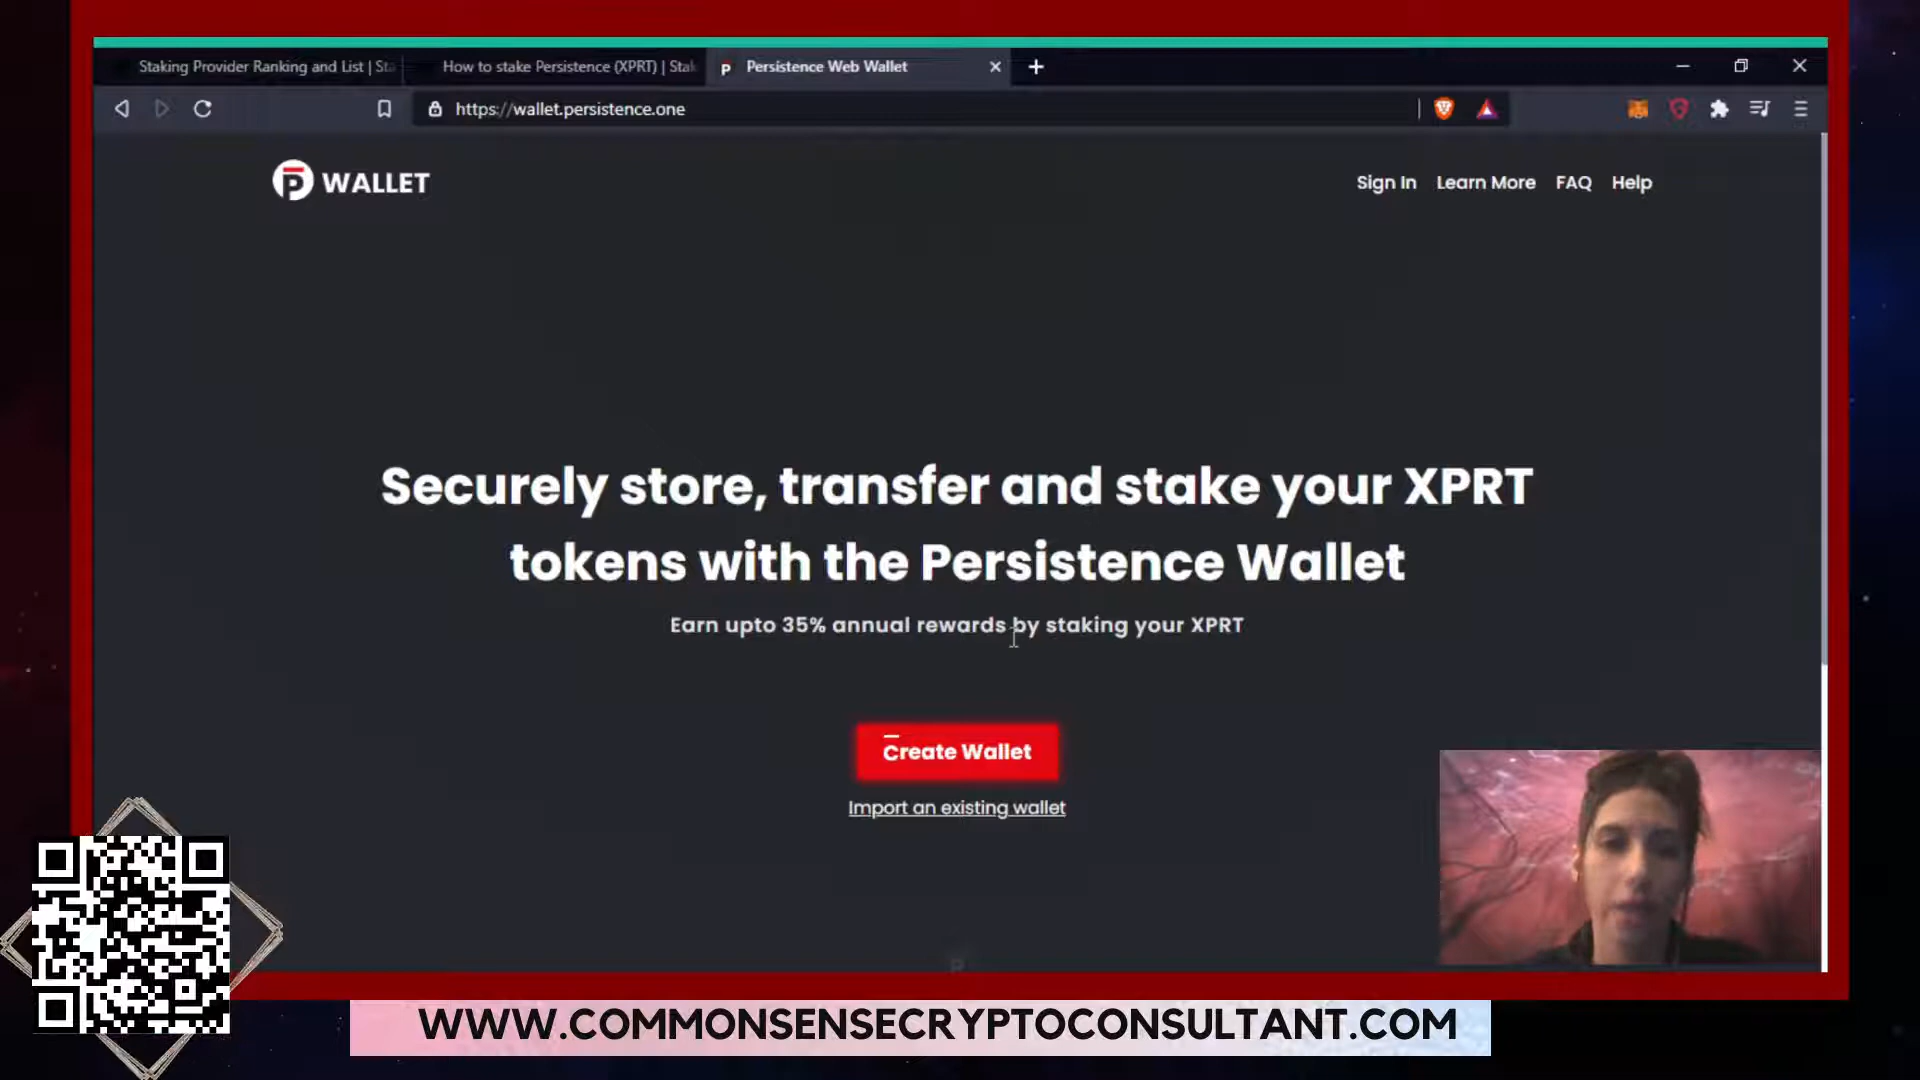 Staking Provider Ranking and List | Sta
How to stake Persistence (XPRT) | Stak
Persistence Web Wallet
https://wallet.persistence.one
WALLET
Sign In
Learn More
FAQ
Help
Securely store, transfer and stake your XPRT
tokens with the Persistence Wallet
Earn upto 35% annual rewards by staking your XPRT
Create Wallet
Import an existing wallet
WWW.COMMONSENSECRYPTOCONSULTANT.COM